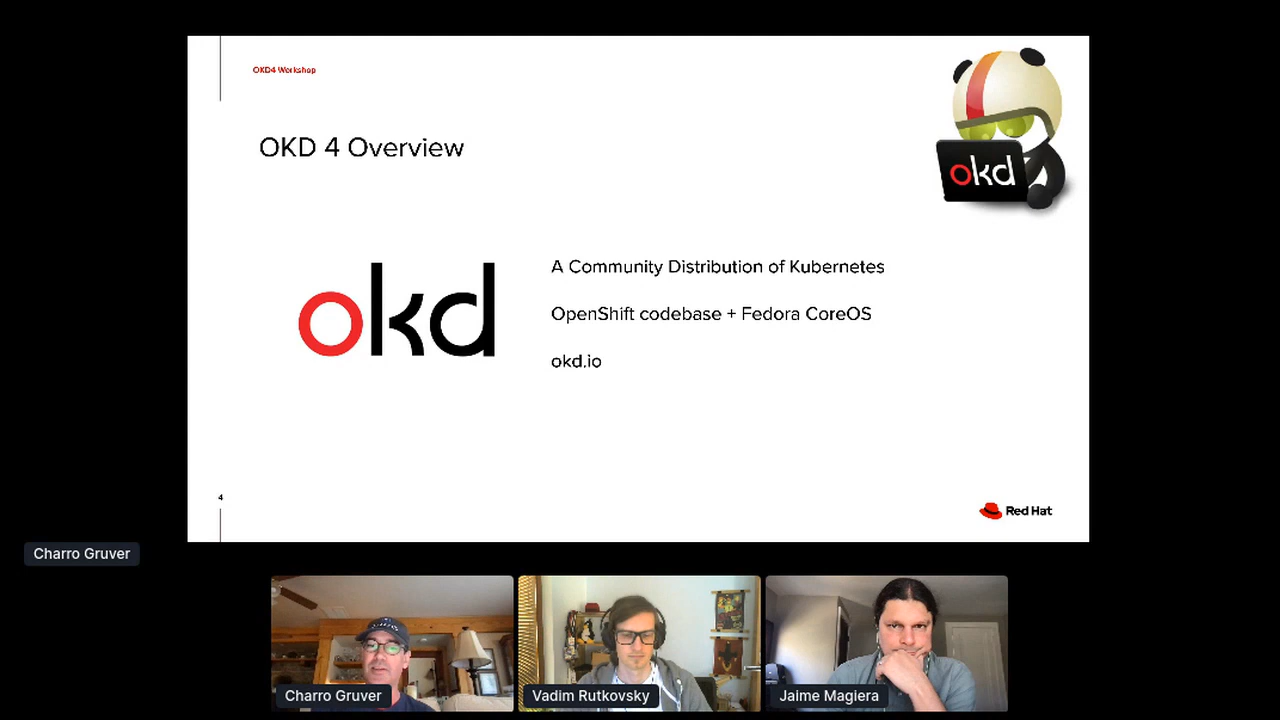 OKD4 Workshop
OKD 4 Overview
okd
okd
A Community Distribution of Kubernetes
OpenShift codebase + Fedora CoreOS
okd.io
4
Red Hat
Charro Gruver
Charro Gruver
Vadim Rutkovsky
Jaime Magiera